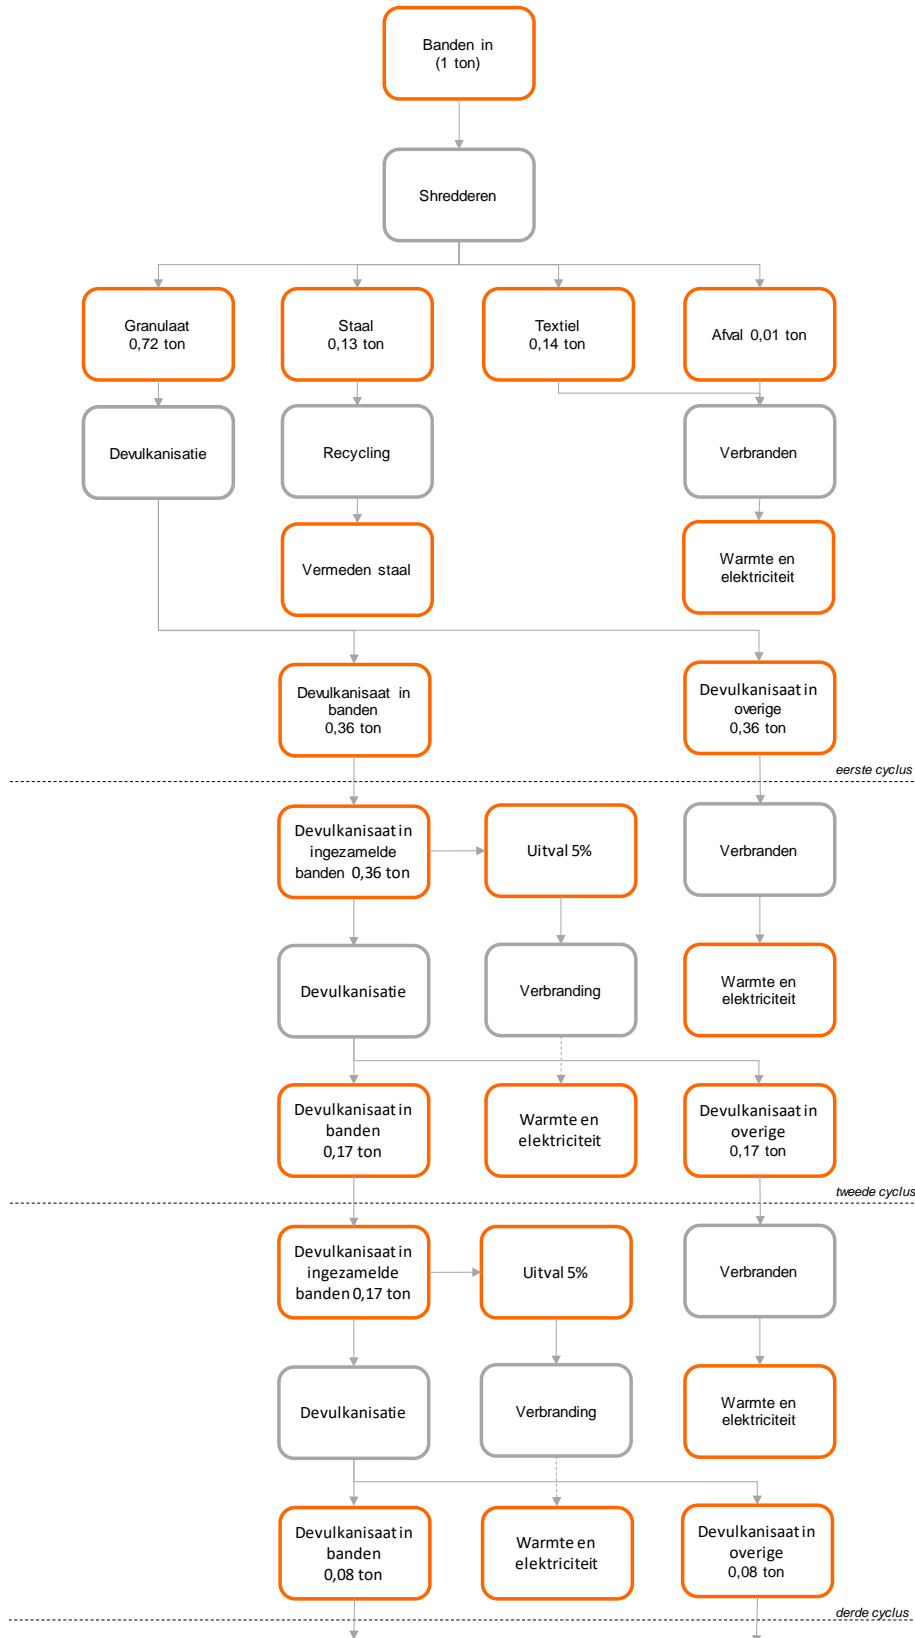 Banden in
(1 ton)
Shredderen
Granulaat
0,72 ton
Staal
0,13 ton
Textiel
0,14 ton
Afval 0,01 ton
Devulkanisatie
Recycling
Verbranden
Vermeden staal
Warmte en
elektriciteit
Devulkanisaat in
banden
0,36 ton
Devulkanisaat in
overige
0,36 ton
eerste cyclus
Devulkanisaat in
ingezamelde
banden 0,36 ton
Uitval 5%
Verbranden
Devulkanisatie
Verbranding
Warmte en
elektriciteit
Devulkanisaat in
banden
0,17 ton
Warmte en
elektriciteit
Devulkanisaat in
overige
0,17 ton
tweede cyclus
Devulkanisaat in
ingezamelde
banden 0,17 ton
Uitval 5%
Verbranden
Devulkanisatie
Verbranding
Warmte en
elektriciteit
Devulkanisaat in
banden
0,08 ton
Warmte en
elektriciteit
Devulkanisaat in
overige
0,08 ton
derde cyclus